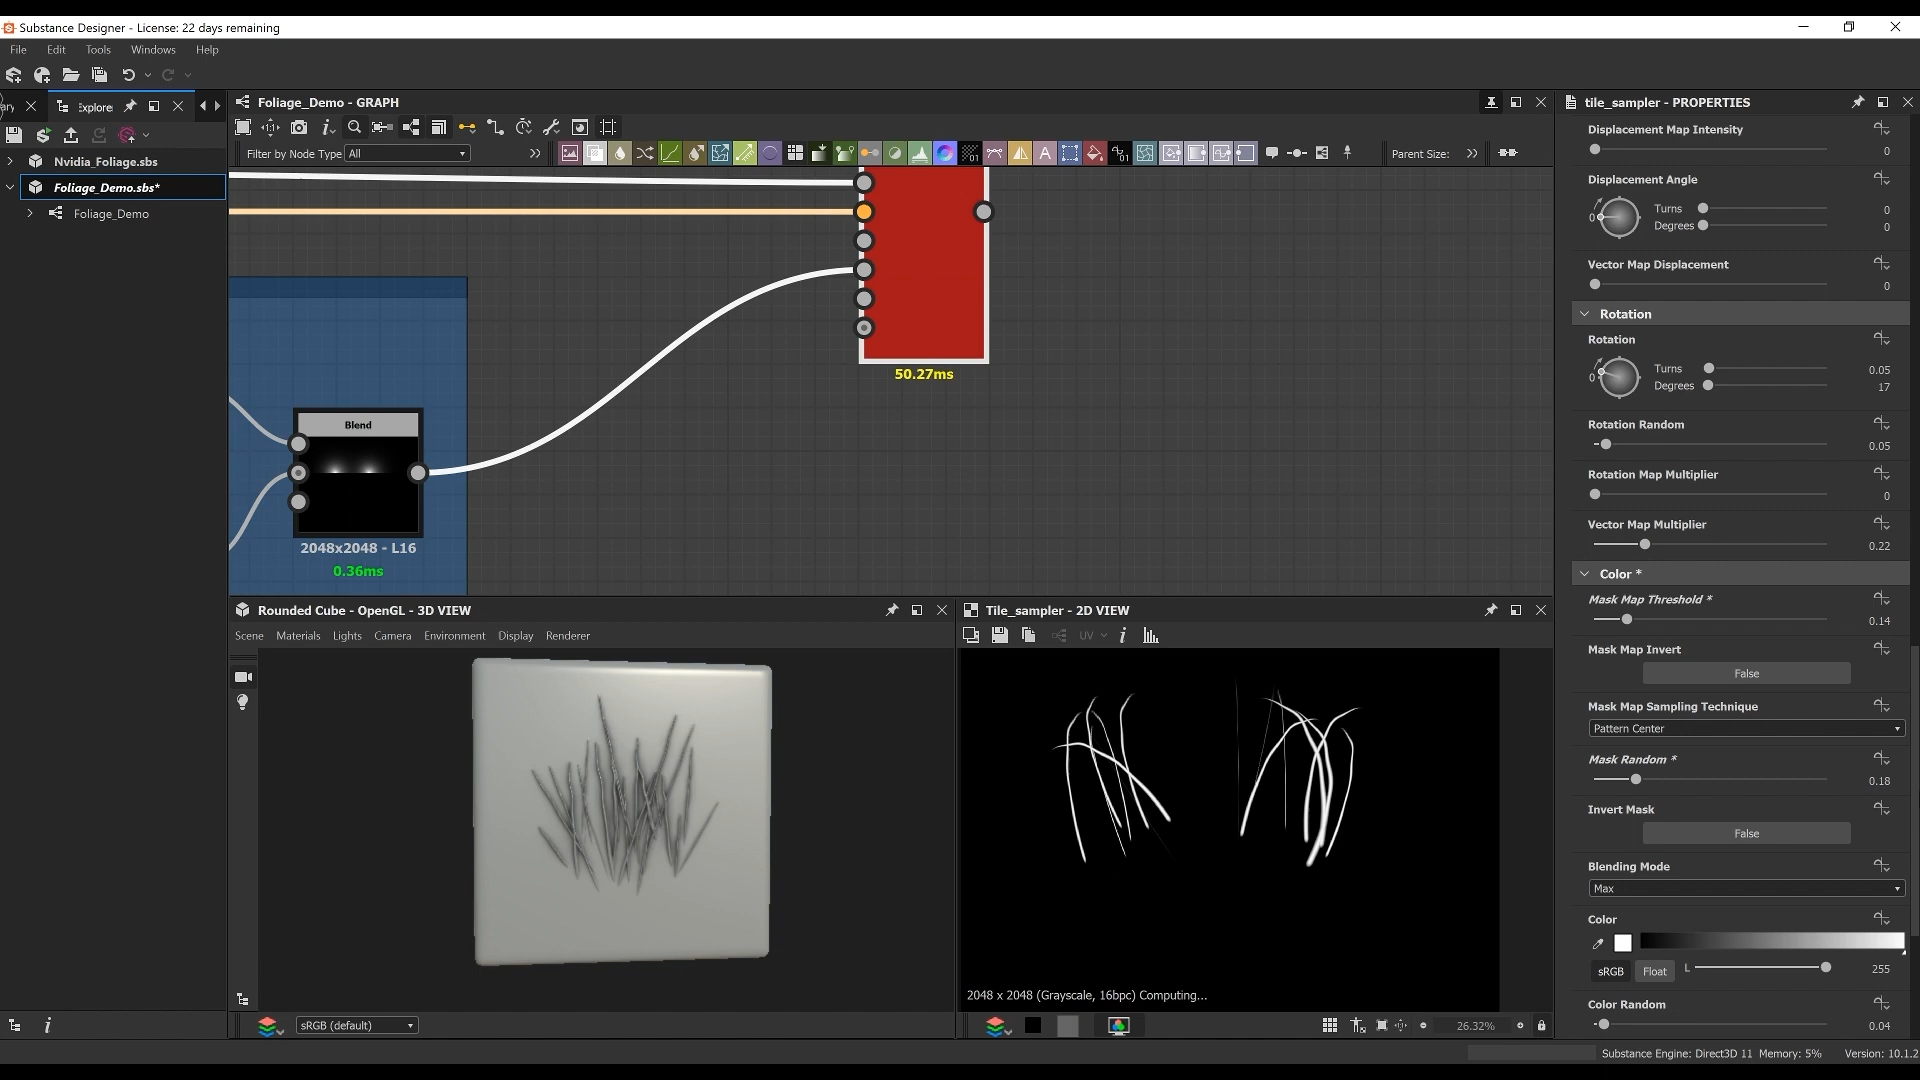 Substance Designer - License: 22 days remaining
File Edit Tools Windows Help
ary Explorer
Foliage_Demo - GRAPH
tile_sampler - PROPERTIES
Filter by Node Type All
Parent Size:
Nvidia_Foliage.sbs
Foliage_Demo.sbs*
Foliage_Demo
50.27ms
Blend
2048x2048 - L16
0.36ms
Displacement Map Intensity
0
Displacement Angle
0
Turns 0
Degrees 0
Vector Map Displacement
0
Rotation
Rotation
0
Turns 0.05
Degrees 17
Rotation Random
0.05
Rotation Map Multiplier
0
Vector Map Multiplier
0.22
Color *
Mask Map Threshold *
0.14
Mask Map Invert
False
Mask Map Sampling Technique
Pattern Center
Mask Random *
0.18
Invert Mask
False
Blending Mode
Max
Color
sRGB Float L 255
Color Random
0.04
Rounded Cube - OpenGL - 3D VIEW
Scene Materials Lights Camera Environment Display Renderer
sRGB (default)
Tile_sampler - 2D VIEW
UV
2048 x 2048 (Grayscale, 16bpc) Computing...
26.32%
Substance Engine: Direct3D 11 Memory: 5% Version: 10.1.2